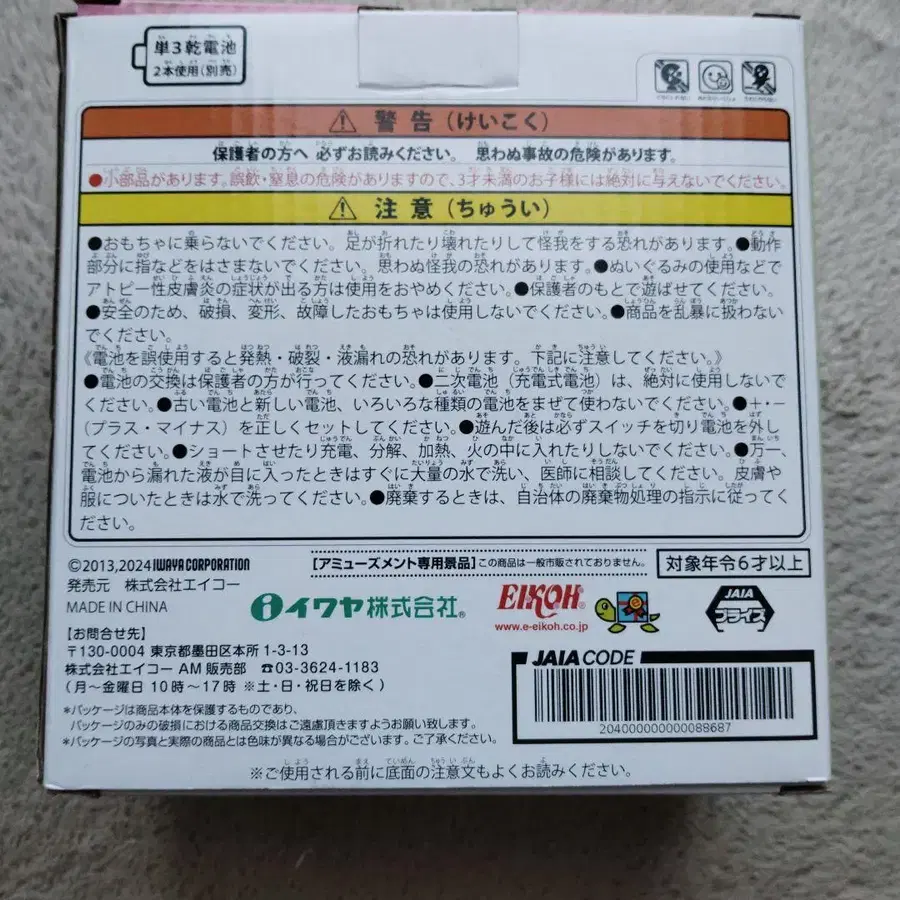 単3乾電池
2本使用(別売)
⚠ 警告(けいこく)
保護者の方へ 必ずお読みください。 思わぬ事故の危険があります。
●小部品があります。誤飲・窒息の危険がありますので、3才未満のお子様には絶対に与えないでください。
⚠ 注意(ちゅうい)
●おもちゃに乗らないでください。足が折れたり壊れたりして怪我をする恐れがあります。●動作
部分に指などをはさまないでください。思わぬ怪我の恐れがあります。●ぬいぐるみの使用などで
アトピー性皮膚炎の症状が出る方は使用をおやめください。●保護者のもとで遊ばせてください。
●安全のため、破損、変形、故障したおもちゃは使用しないでください。●商品を乱暴に扱わない
でください。
《電池を誤使用すると発熱・破裂・液漏れの恐れがあります。下記に注意してください。》
●電池の交換は保護者の方が行ってください。●二次電池(充電式電池)は、絶対に使用しない
でください。●古い電池と新しい電池、いろいろな種類の電池をまぜて使わないでください。●+・−
(プラス・マイナス)を正しくセットしてください。●遊んだ後は必ずスイッチを切り電池を外し
てください。●ショートさせたり充電、分解、加熱、火の中に入れたりしないでください。●万一、
電池から漏れた液が目に入ったときはすぐに大量の水で洗い、医師に相談してください。皮膚や
服についたときは水で洗ってください。●廃棄するときは、自治体の廃棄物処理の指示に従ってく
ださい。
©2013,2024 IWAYA CORPORATION
【アミューズメント専用景品】この商品は一般市販されておりません。
対象年令6才以上
発売元 株式会社エイコー
MADE IN CHINA
イワヤ株式会社®
EIKOH®
www.e-eikoh.co.jp
JAIA
プライズ
【お問合せ先】
〒130-0004 東京都墨田区本所1-3-13
株式会社エイコー AM販売部 ☎03-3624-1183
(月〜金曜日 10時〜17時 ※土・日・祝日を除く)
JAIA CODE
204000000000088687
*パッケージは商品本体を保護するものであり、
パッケージのみの破損における商品交換はご遠慮頂きますようお願い致します。
*パッケージの写真と実際の商品とは色味が異なる場合がございます。ご了承ください。
※ご使用される前に底面の注意文もよくお読みください。